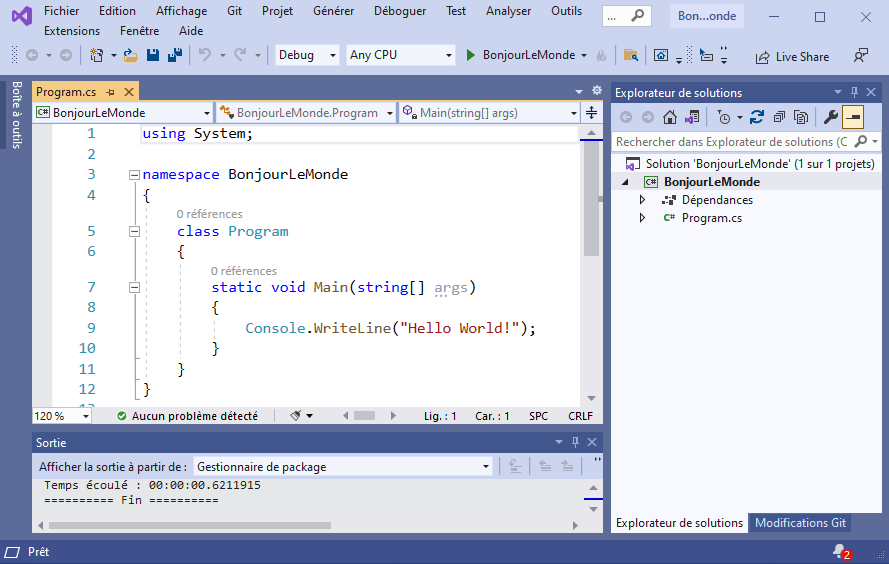 Fichier Edition Affichage Git Projet Générer Déboguer Test Analyser Outils ... Bon...onde
Extensions Fenêtre Aide
Debug Any CPU BonjourLeMonde Live Share
Boîte à outils
Program.cs
BonjourLeMonde BonjourLeMonde.Program Main(string[] args)
1 using System;
2
3 namespace BonjourLeMonde
4 {
0 références
5 class Program
6 {
0 références
7 static void Main(string[] args)
8 {
9 Console.WriteLine("Hello World!");
10 }
11 }
12 }
120 % Aucun problème détecté Lig. : 1 Car. : 1 SPC CRLF
Sortie
Afficher la sortie à partir de : Gestionnaire de package
Temps écoulé : 00:00:00.6211915
========== Fin ==========
Explorateur de solutions
Rechercher dans Explorateur de solutions (C
Solution 'BonjourLeMonde' (1 sur 1 projets)
C# BonjourLeMonde
Dépendances
C# Program.cs
Explorateur de solutions Modifications Git
Prêt 2